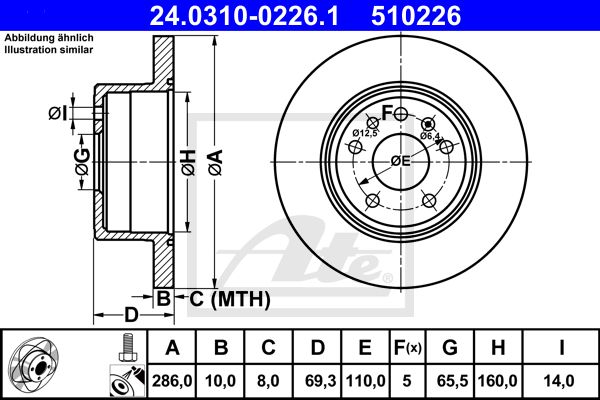 24.0310-0226.1 510226
Abbildung ähnlich
Illustration similar
ØI
ØG
ØH
ØA
F
Ø12,5
Ø6,4
ØE
Ate
®
B
C (MTH)
D
A B C D E F(x) G H I
286,0 10,0 8,0 69,3 110,0 5 65,5 160,0 14,0